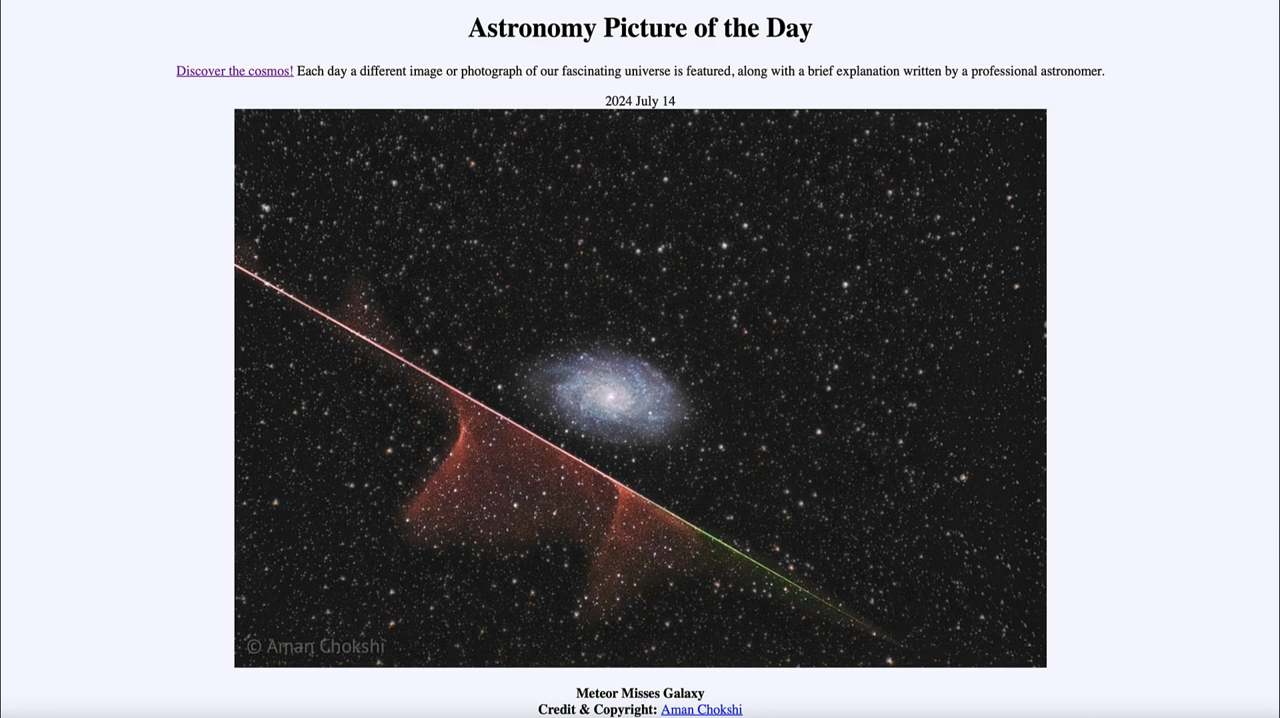 Astronomy Picture of the Day
Discover the cosmos! Each day a different image or photograph of our fascinating universe is featured, along with a brief explanation written by a professional astronomer.
2024 July 14
© Aman Chokshi
Meteor Misses Galaxy
Credit & Copyright: Aman Chokshi